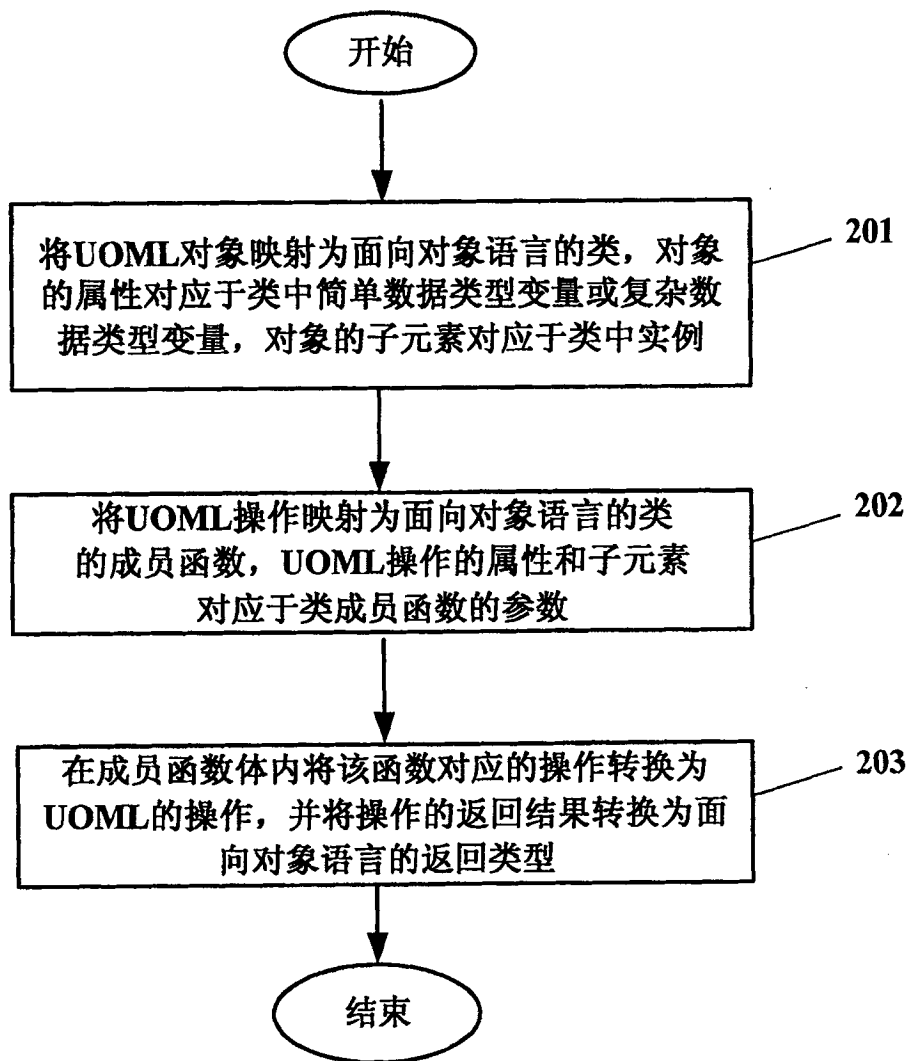 开始
将UOML对象映射为面向对象语言的类，对象
的属性对应于类中简单数据类型变量或复杂数
据类型变量，对象的子元素对应于类中实例
201
将UOML操作映射为面向对象语言的类
的成员函数，UOML操作的属性和子元素
对应于类成员函数的参数
202
在成员函数体内将该函数对应的操作转换为
UOML的操作，并将操作的返回结果转换为面
向对象语言的返回类型
203
结束